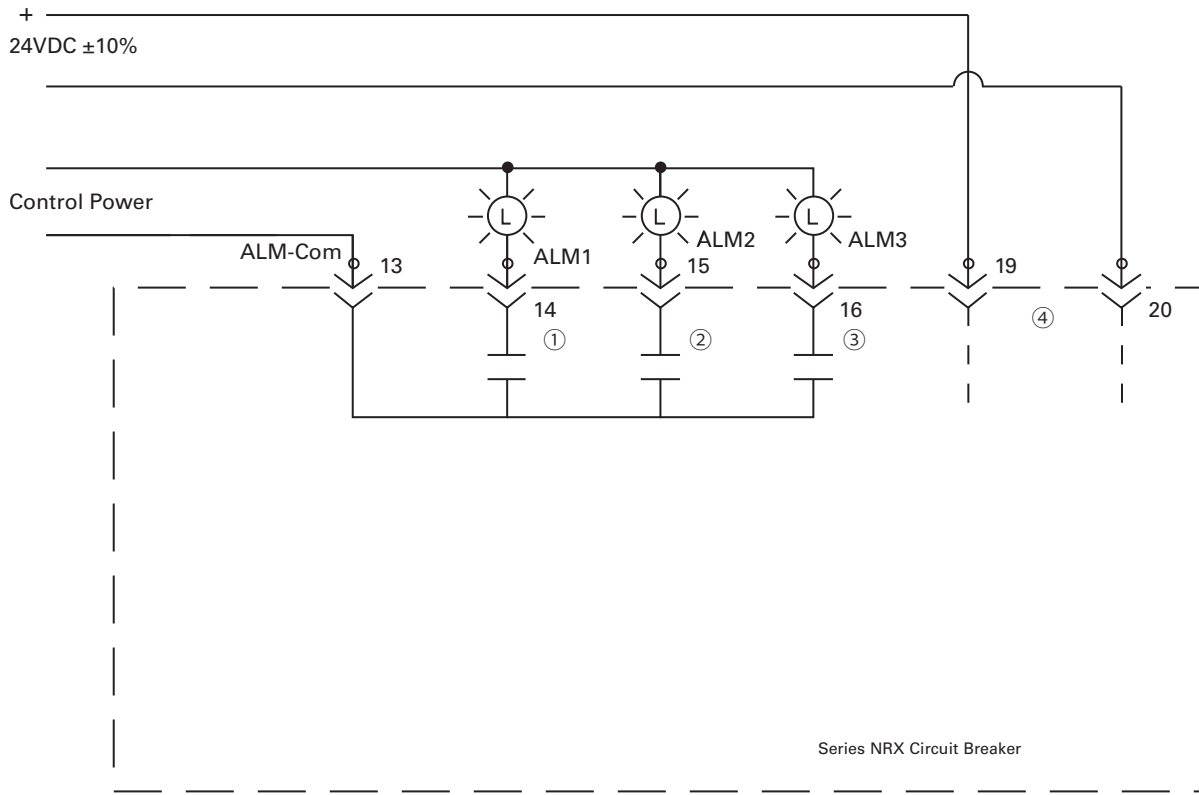 +
24VDC ±10%
Control Power
L
L
L
ALM-Com
ALM1
ALM2
ALM3
13
15
19
14
16
20
①
②
③
④
Series NRX Circuit Breaker